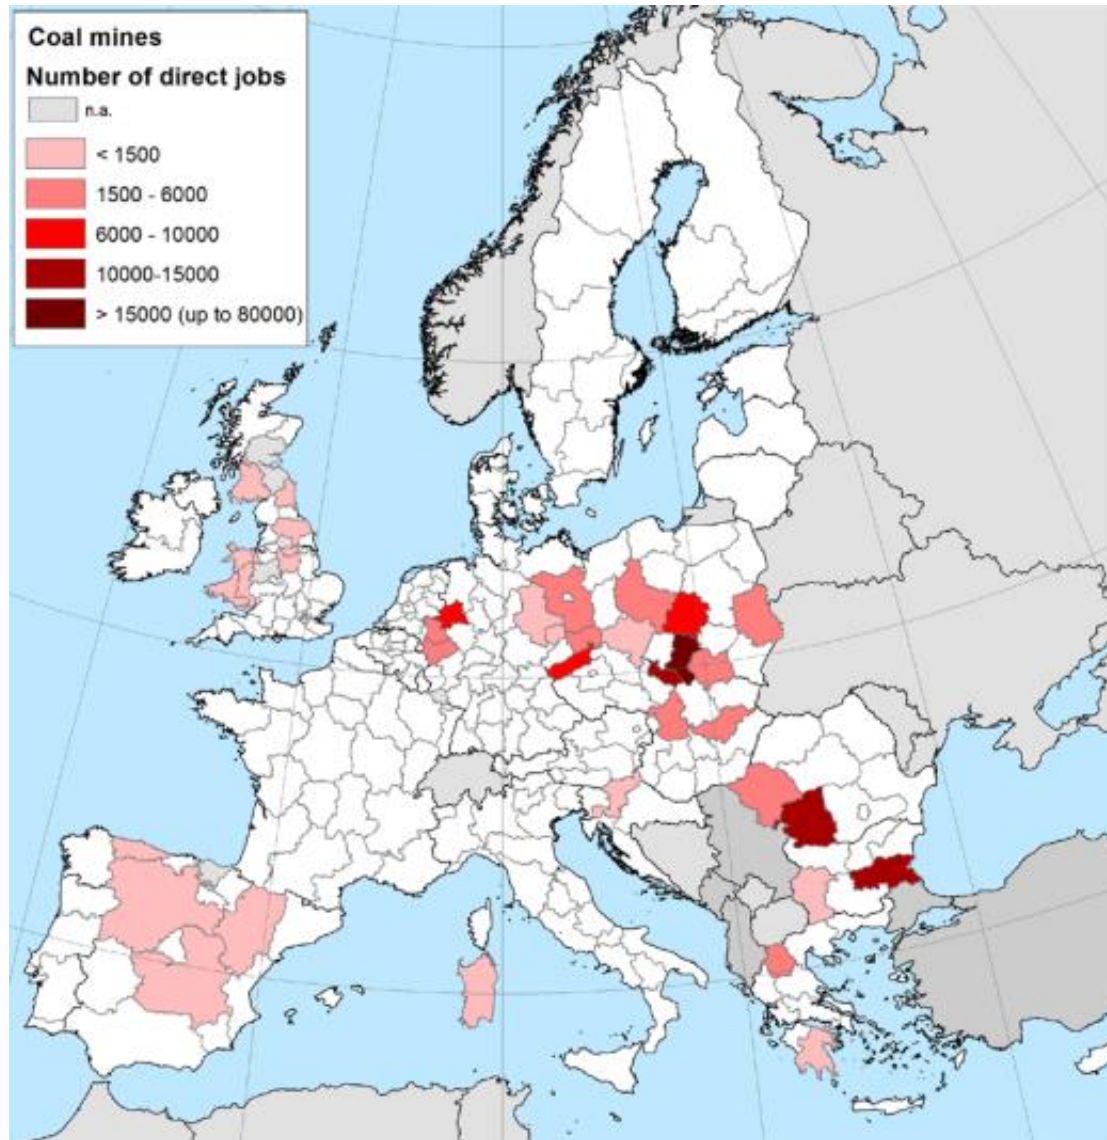 Coal mines
Number of direct jobs
n.a.
< 1500
1500 - 6000
6000 - 10000
10000-15000
> 15000 (up to 80000)